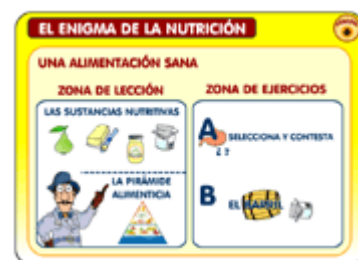 EL ENIGMA DE LA NUTRICIÓN
UNA ALIMENTACIÓN SANA
ZONA DE LECCIÓN
LAS SUSTANCIAS NUTRITIVAS
LA PIRÁMIDE
ALIMENTICIA
ZONA DE EJERCICIOS
A
SELECCIONA Y CONTESTA
¿ ?
B
EL BARRIL